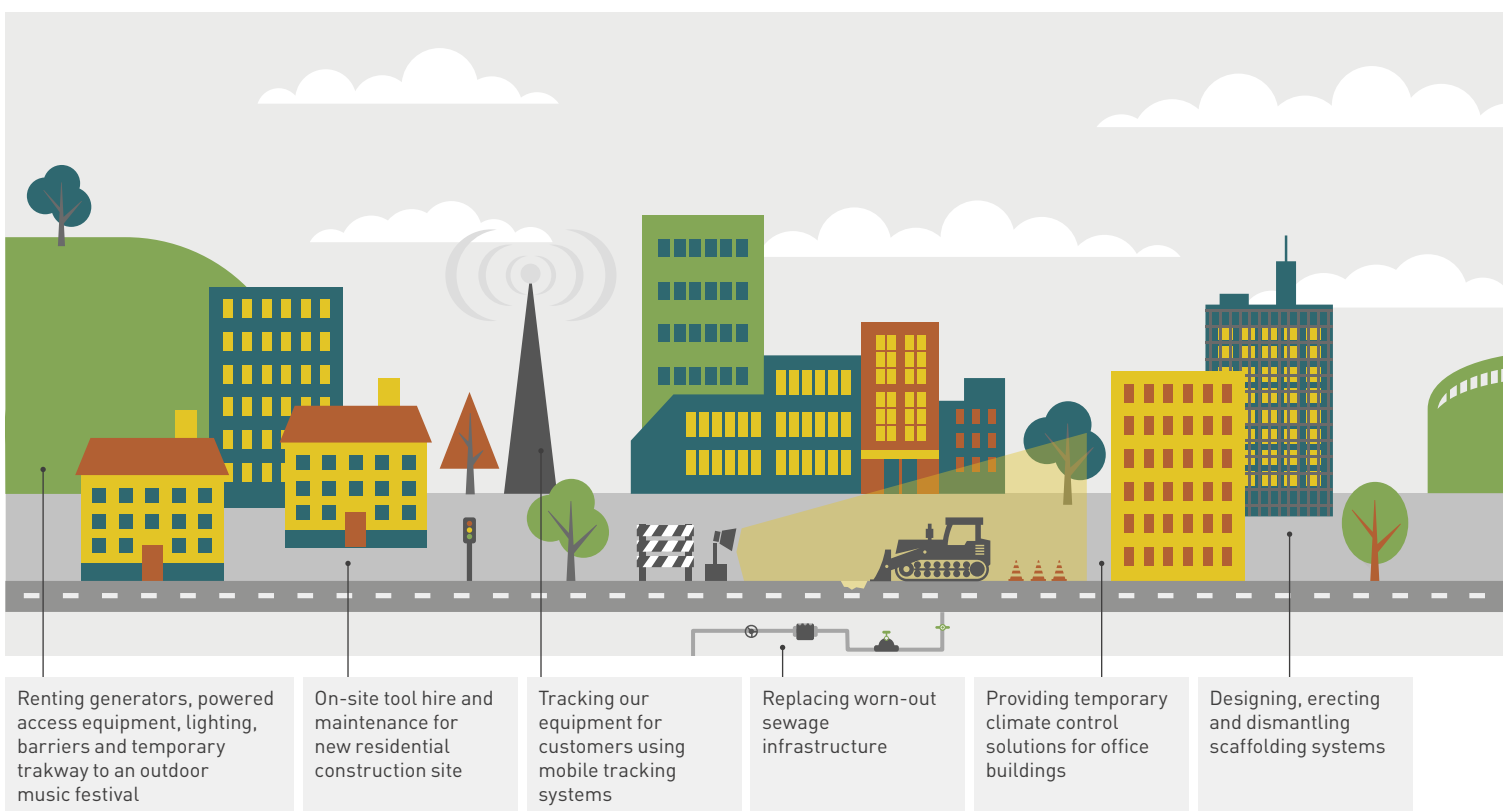 Renting generators, powered
access equipment, lighting,
barriers and temporary
trakway to an outdoor
music festival
On-site tool hire and
maintenance for
new residential
construction site
Tracking our
equipment for
customers using
mobile tracking
systems
Replacing worn-out
sewage
infrastructure
Providing temporary
climate control
solutions for office
buildings
Designing, erecting
and dismantling
scaffolding systems